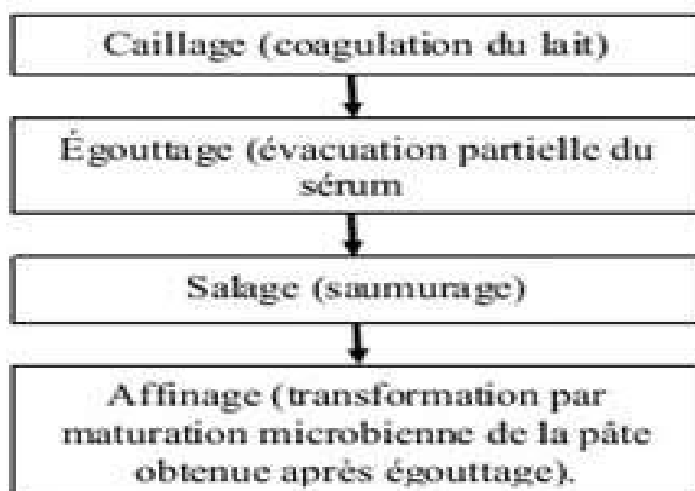 Caillage (coagulation du lait)
Égouttage (évacuation partielle du
sérum
Salage (saumurage)
Affinage (transformation par
maturation microbienne de la pâte
obtenue après égouttage).